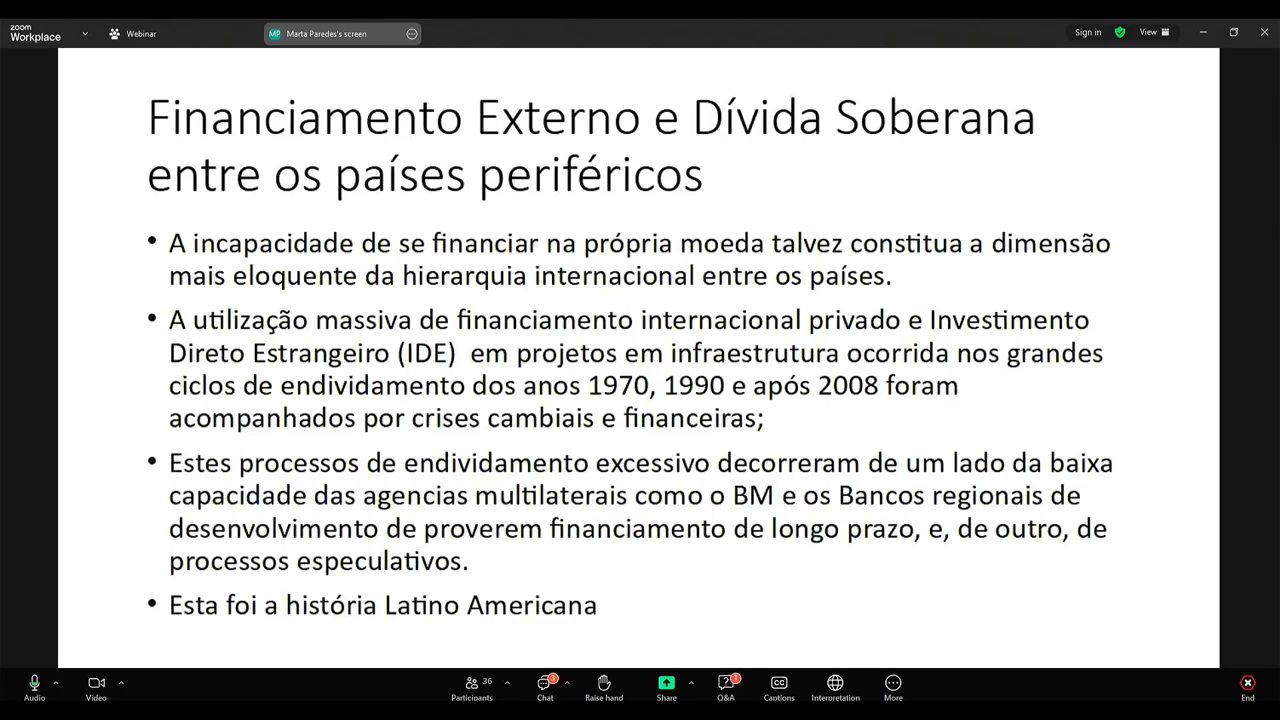 zoom
Workplace
Webinar
MP Marta Paredes's screen
Sign in
View
Financiamento Externo e Dívida Soberana
entre os países periféricos
• A incapacidade de se financiar na própria moeda talvez constitua a dimensão
mais eloquente da hierarquia internacional entre os países.
• A utilização massiva de financiamento internacional privado e Investimento
Direto Estrangeiro (IDE) em projetos em infraestrutura ocorrida nos grandes
ciclos de endividamento dos anos 1970, 1990 e após 2008 foram
acompanhados por crises cambiais e financeiras;
• Estes processos de endividamento excessivo decorreram de um lado da baixa
capacidade das agencias multilaterais como o BM e os Bancos regionais de
desenvolvimento de proverem financiamento de longo prazo, e, de outro, de
processos especulativos.
• Esta foi a história Latino Americana
Audio
Video
Participants 36
Chat 3
Raise hand
Share
Q&A 1
CC Captions
Interpretation
More
End